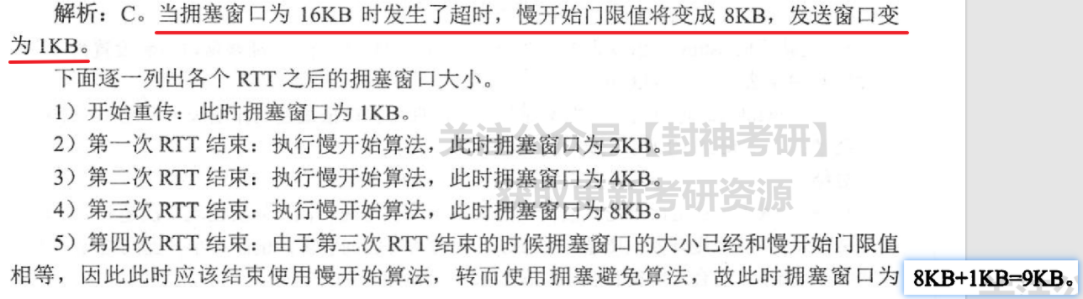 解析：C。当拥塞窗口为 16KB 时发生了超时，慢开始门限值将变成 8KB，发送窗口变
为 1KB。
下面逐一列出各个 RTT 之后的拥塞窗口大小。
1）开始重传：此时拥塞窗口为 1KB。
关注公众号【封神考研】
2）第一次 RTT 结束：执行慢开始算法，此时拥塞窗口为 2KB。
3）第二次 RTT 结束：执行慢开始算法，此时拥塞窗口为 4KB。
获取更新考研资源
4）第三次 RTT 结束：执行慢开始算法，此时拥塞窗口为 8KB。
5）第四次 RTT 结束：由于第三次 RTT 结束的时候拥塞窗口的大小已经和慢开始门限值
相等，因此此时应该结束使用慢开始算法，转而使用拥塞避免算法，故此时拥塞窗口为 8KB+1KB=9KB。